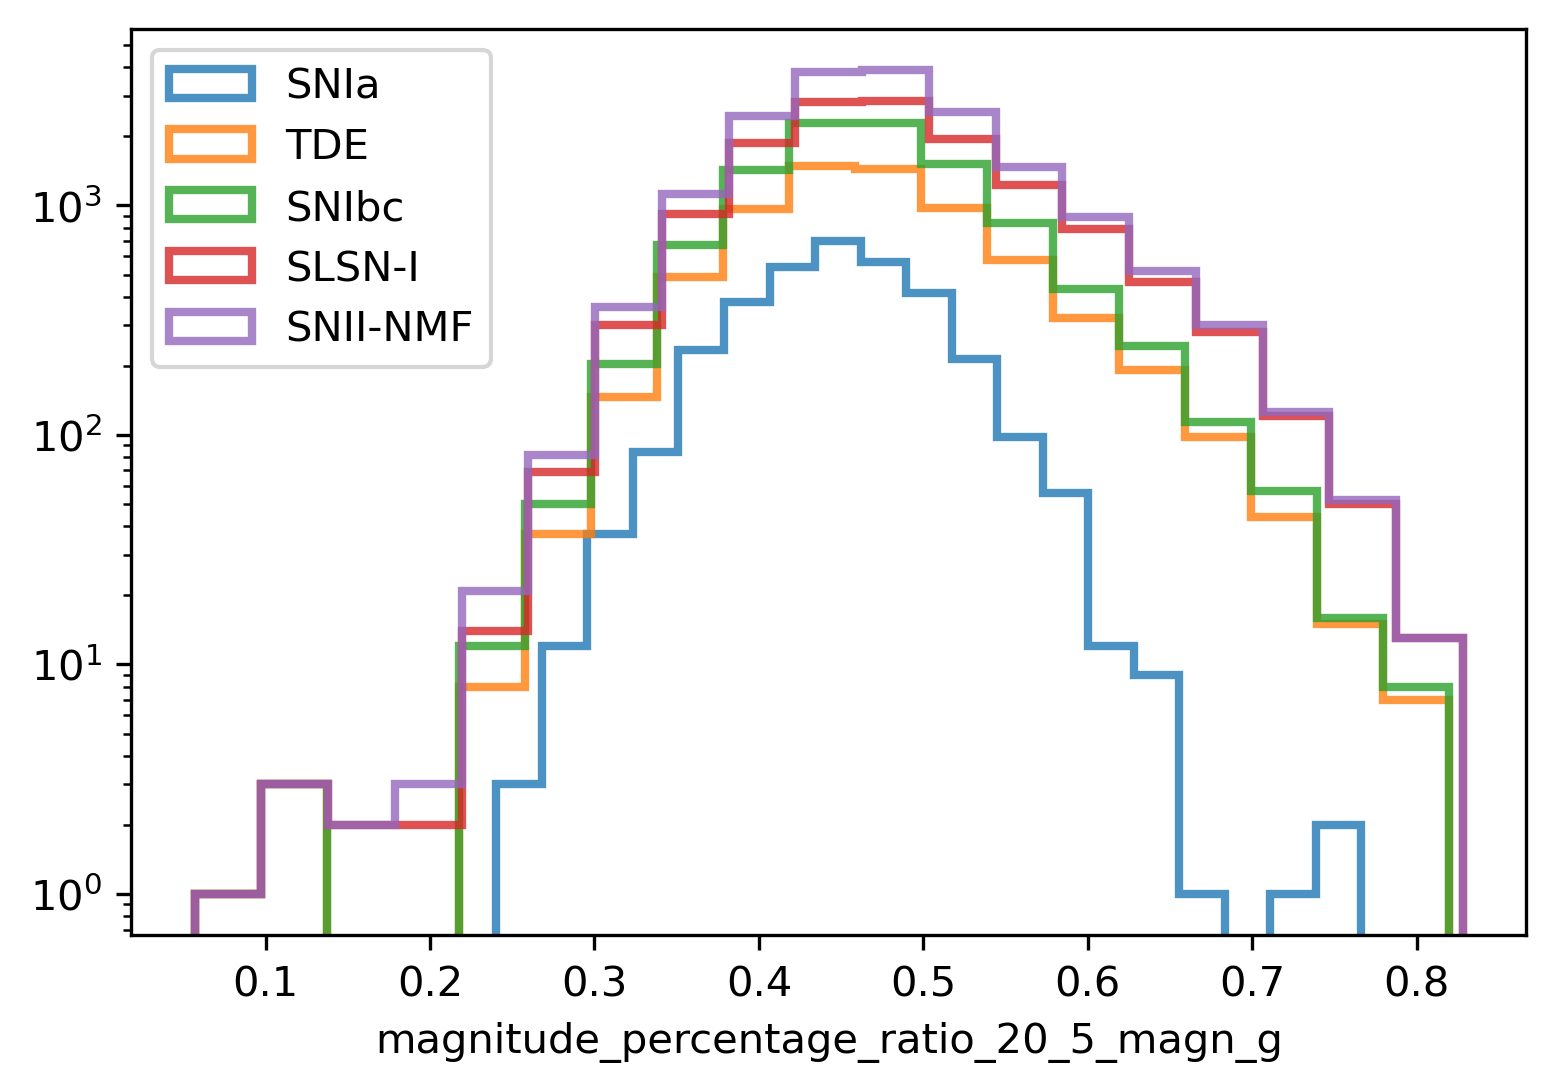 SNIa
TDE
SNIbc
SLSN-I
SNII-NMF
10³
10²
10¹
10⁰
0.1 0.2 0.3 0.4 0.5 0.6 0.7 0.8
magnitude_percentage_ratio_20_5_magn_g